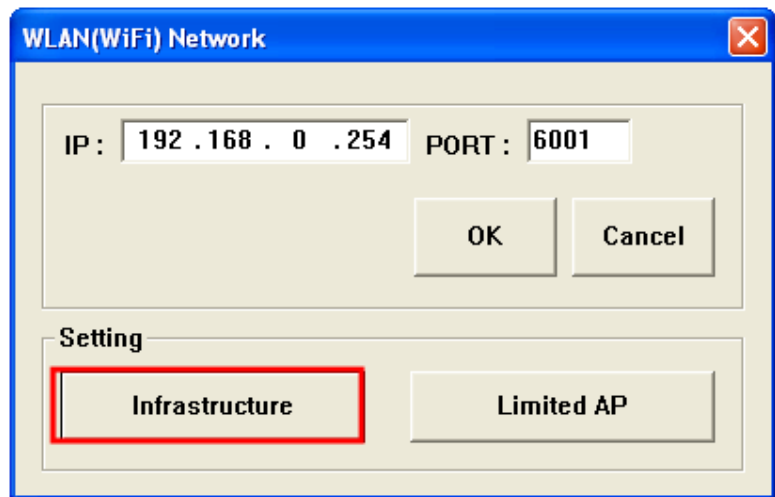 WLAN(WiFi) Network
IP : 192 .168 . 0 .254 PORT : 6001
OK Cancel
Setting
Infrastructure Limited AP